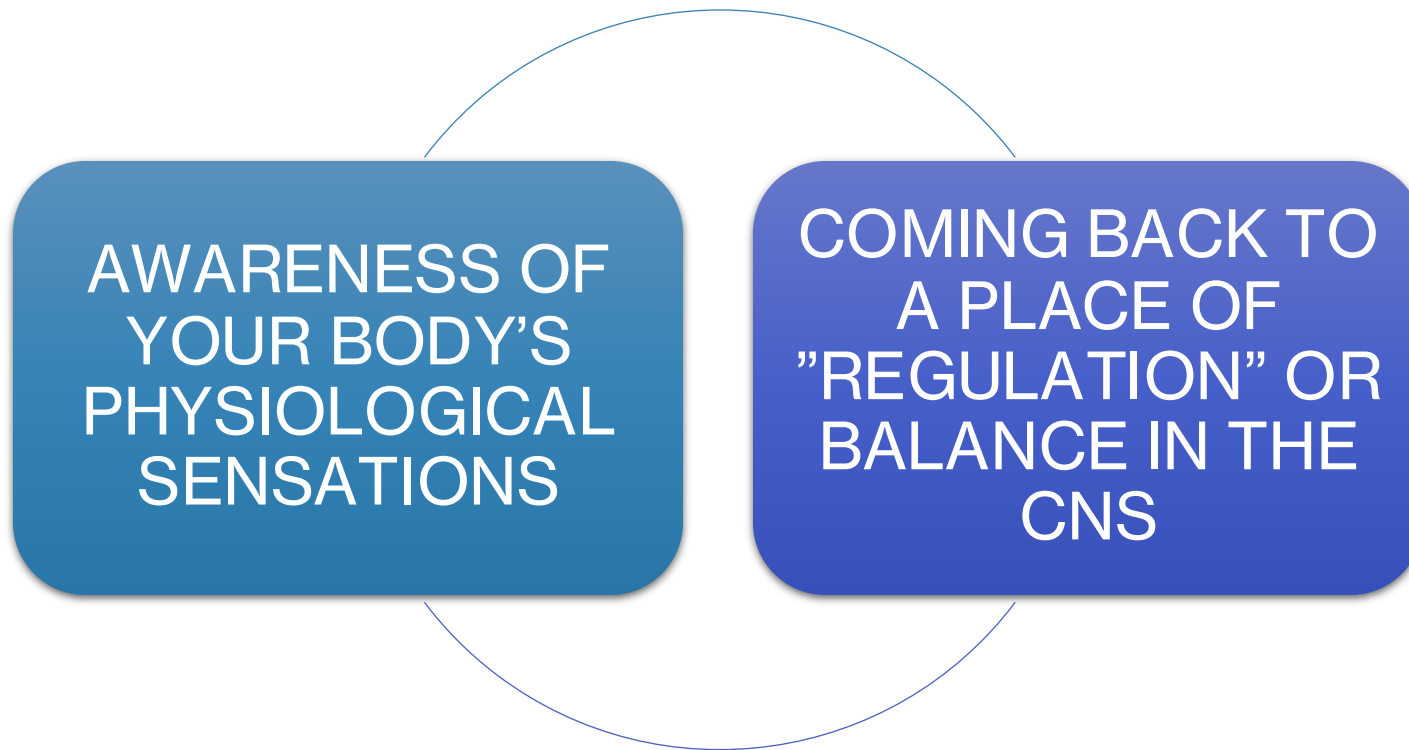 AWARENESS OF
YOUR BODY’S
PHYSIOLOGICAL
SENSATIONS
COMING BACK TO
A PLACE OF
”REGULATION” OR
BALANCE IN THE
CNS